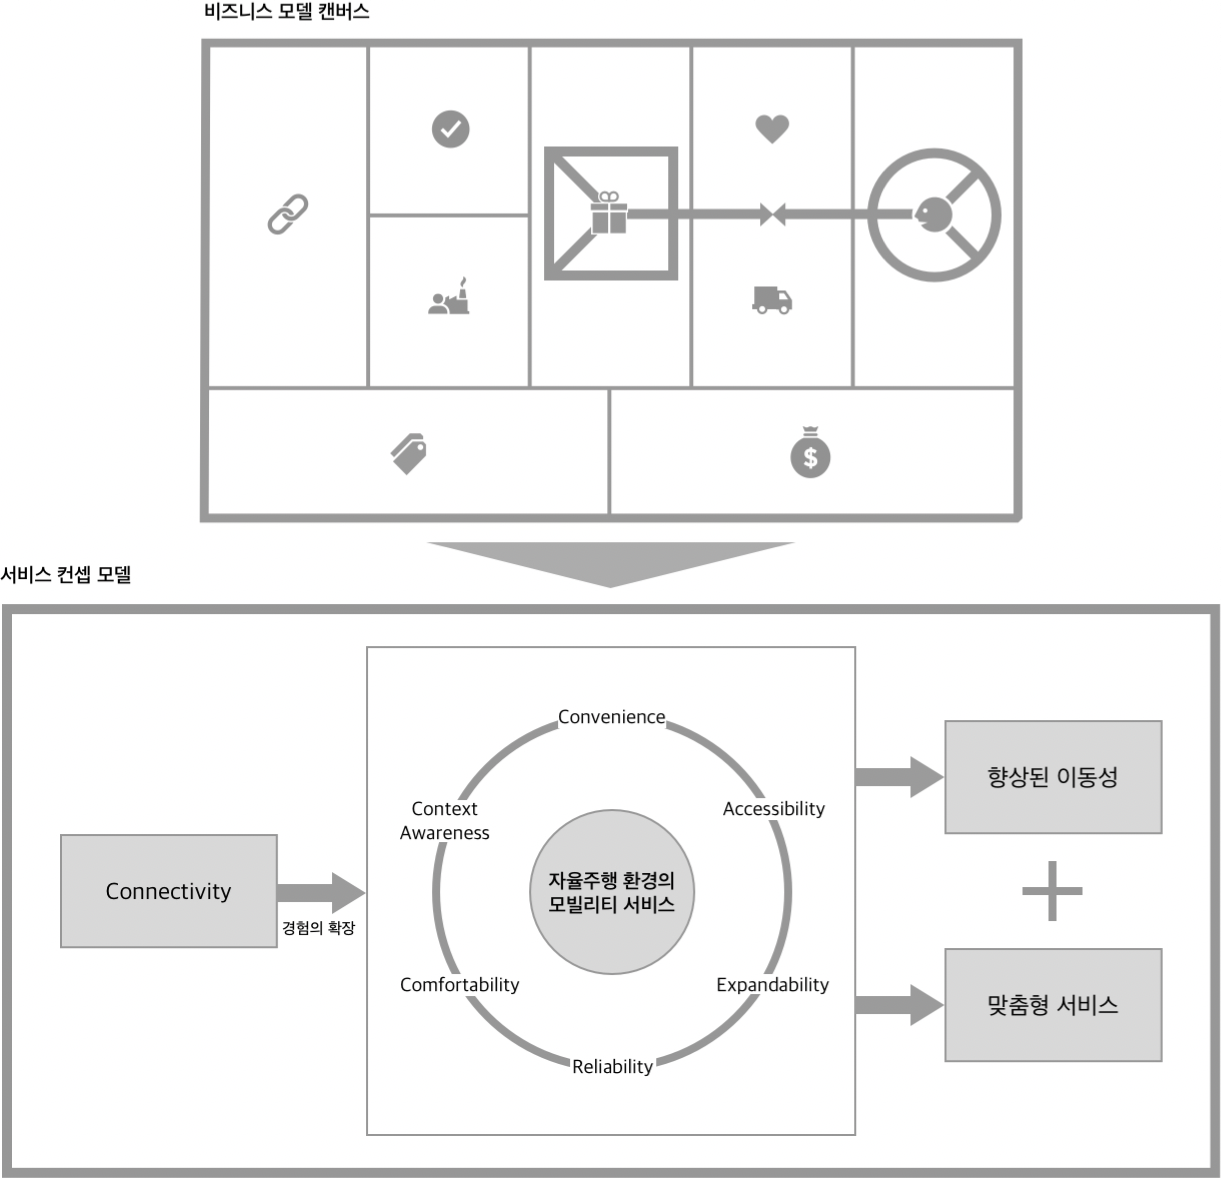 비즈니스 모델 캔버스
$
서비스 컨셉 모델
Convenience
Context
Awareness
Accessibility
자율주행 환경의
모빌리티 서비스
Connectivity
경험의 확장
Comfortability
Expandability
Reliability
향상된 이동성
맞춤형 서비스